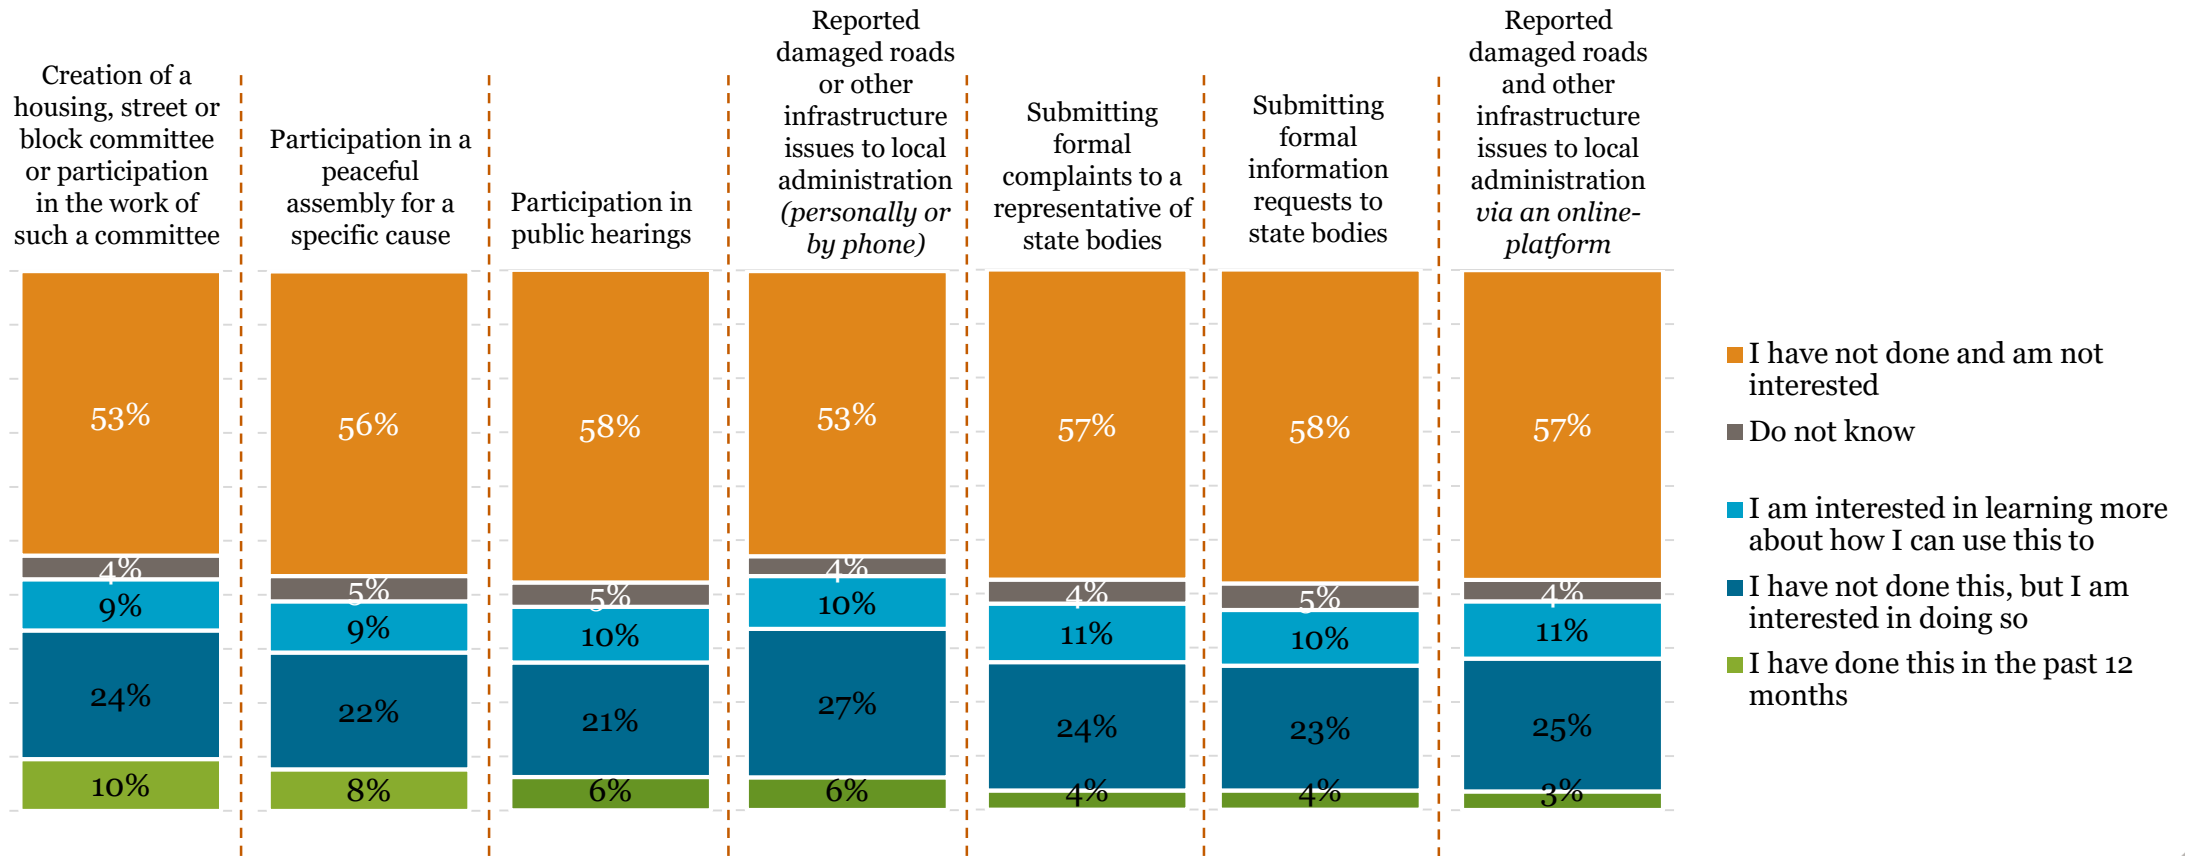 Creation of a
housing, street or
block committee
or participation
in the work of
such a committee
Participation in a
peaceful
assembly for a
specific cause
Participation in
public hearings
Reported
damaged roads
or other
infrastructure
issues to local
administration
(personally or
by phone)
Submitting
formal
complaints to a
representative of
state bodies
Submitting
formal
information
requests to
state bodies
Reported
damaged roads
and other
infrastructure
issues to local
administration
via an online-
platform
53%
4%
9%
24%
10%
56%
5%
9%
22%
8%
58%
5%
10%
21%
6%
53%
4%
10%
27%
6%
57%
4%
11%
24%
4%
58%
5%
10%
23%
4%
57%
4%
11%
25%
3%
I have not done and am not
interested
Do not know
I am interested in learning more
about how I can use this to
I have not done this, but I am
interested in doing so
I have done this in the past 12
months